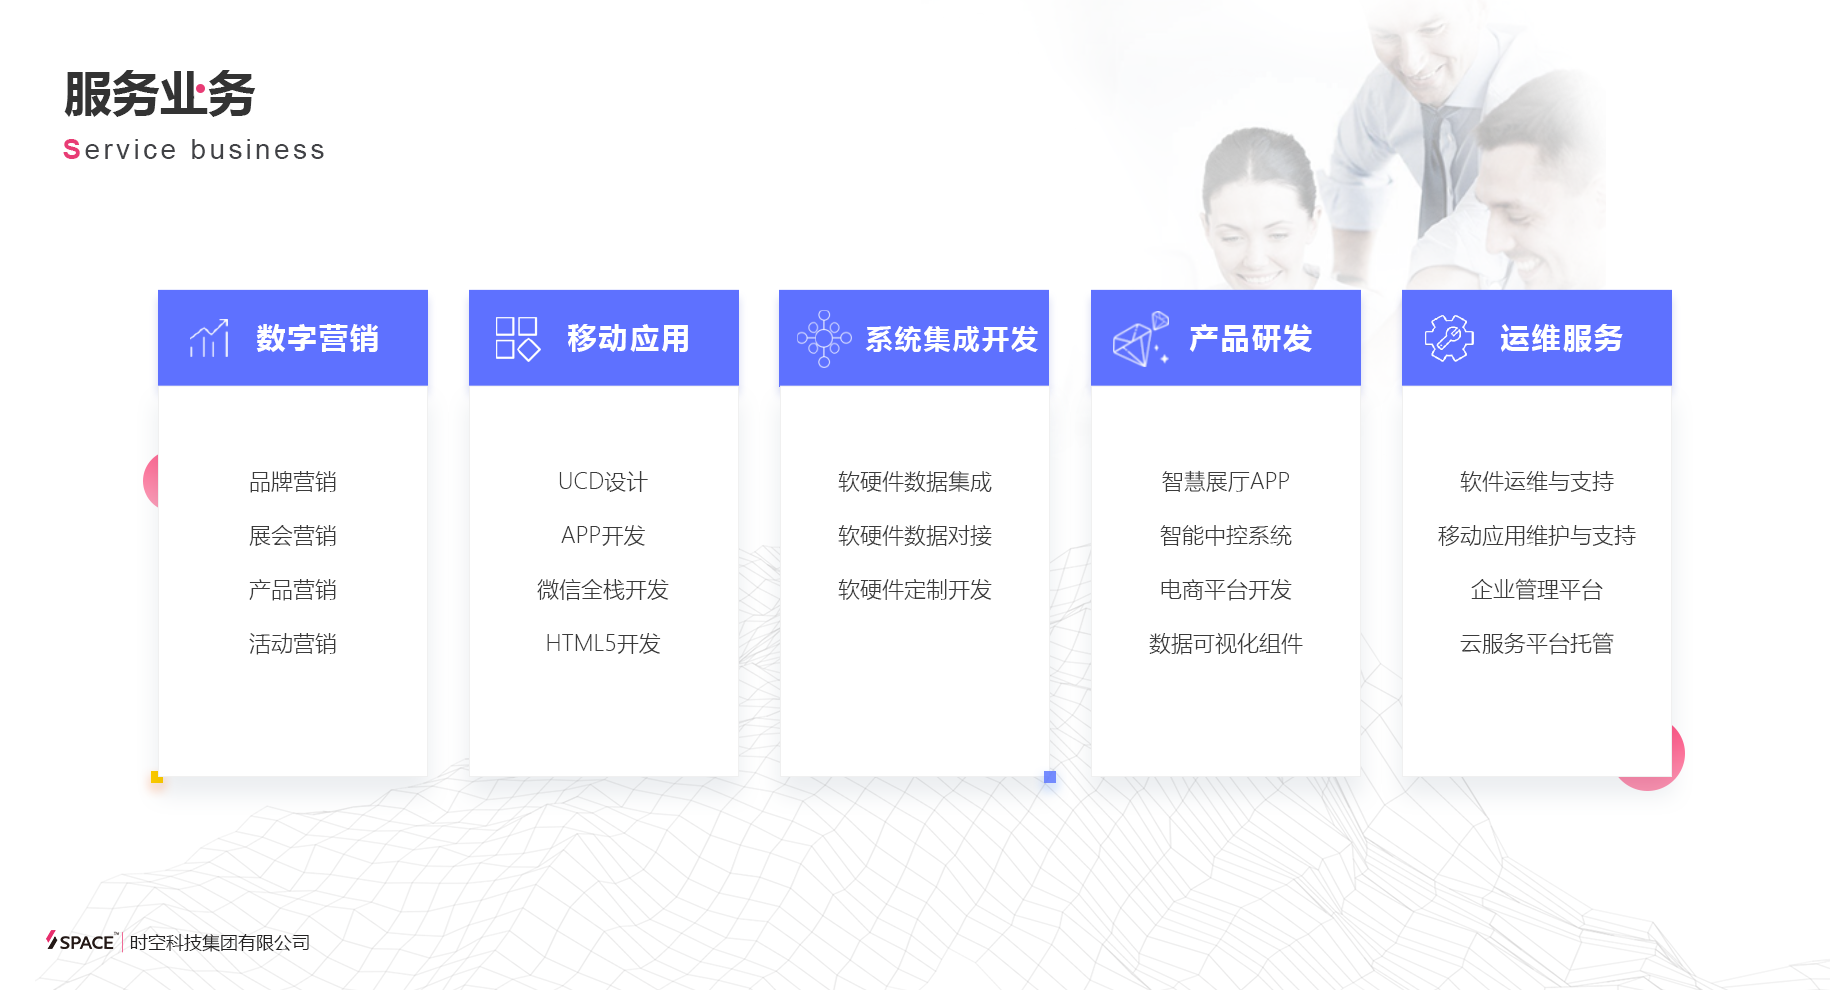 服务业务
Service business
数字营销
品牌营销
展会营销
产品营销
活动营销
移动应用
UCD设计
APP开发
微信全栈开发
HTML5开发
系统集成开发
软硬件数据集成
软硬件数据对接
软硬件定制开发
产品研发
智慧展厅APP
智能中控系统
电商平台开发
数据可视化组件
运维服务
软件运维与支持
移动应用维护与支持
企业管理平台
云服务平台托管
SPACE™ 时空科技集团有限公司